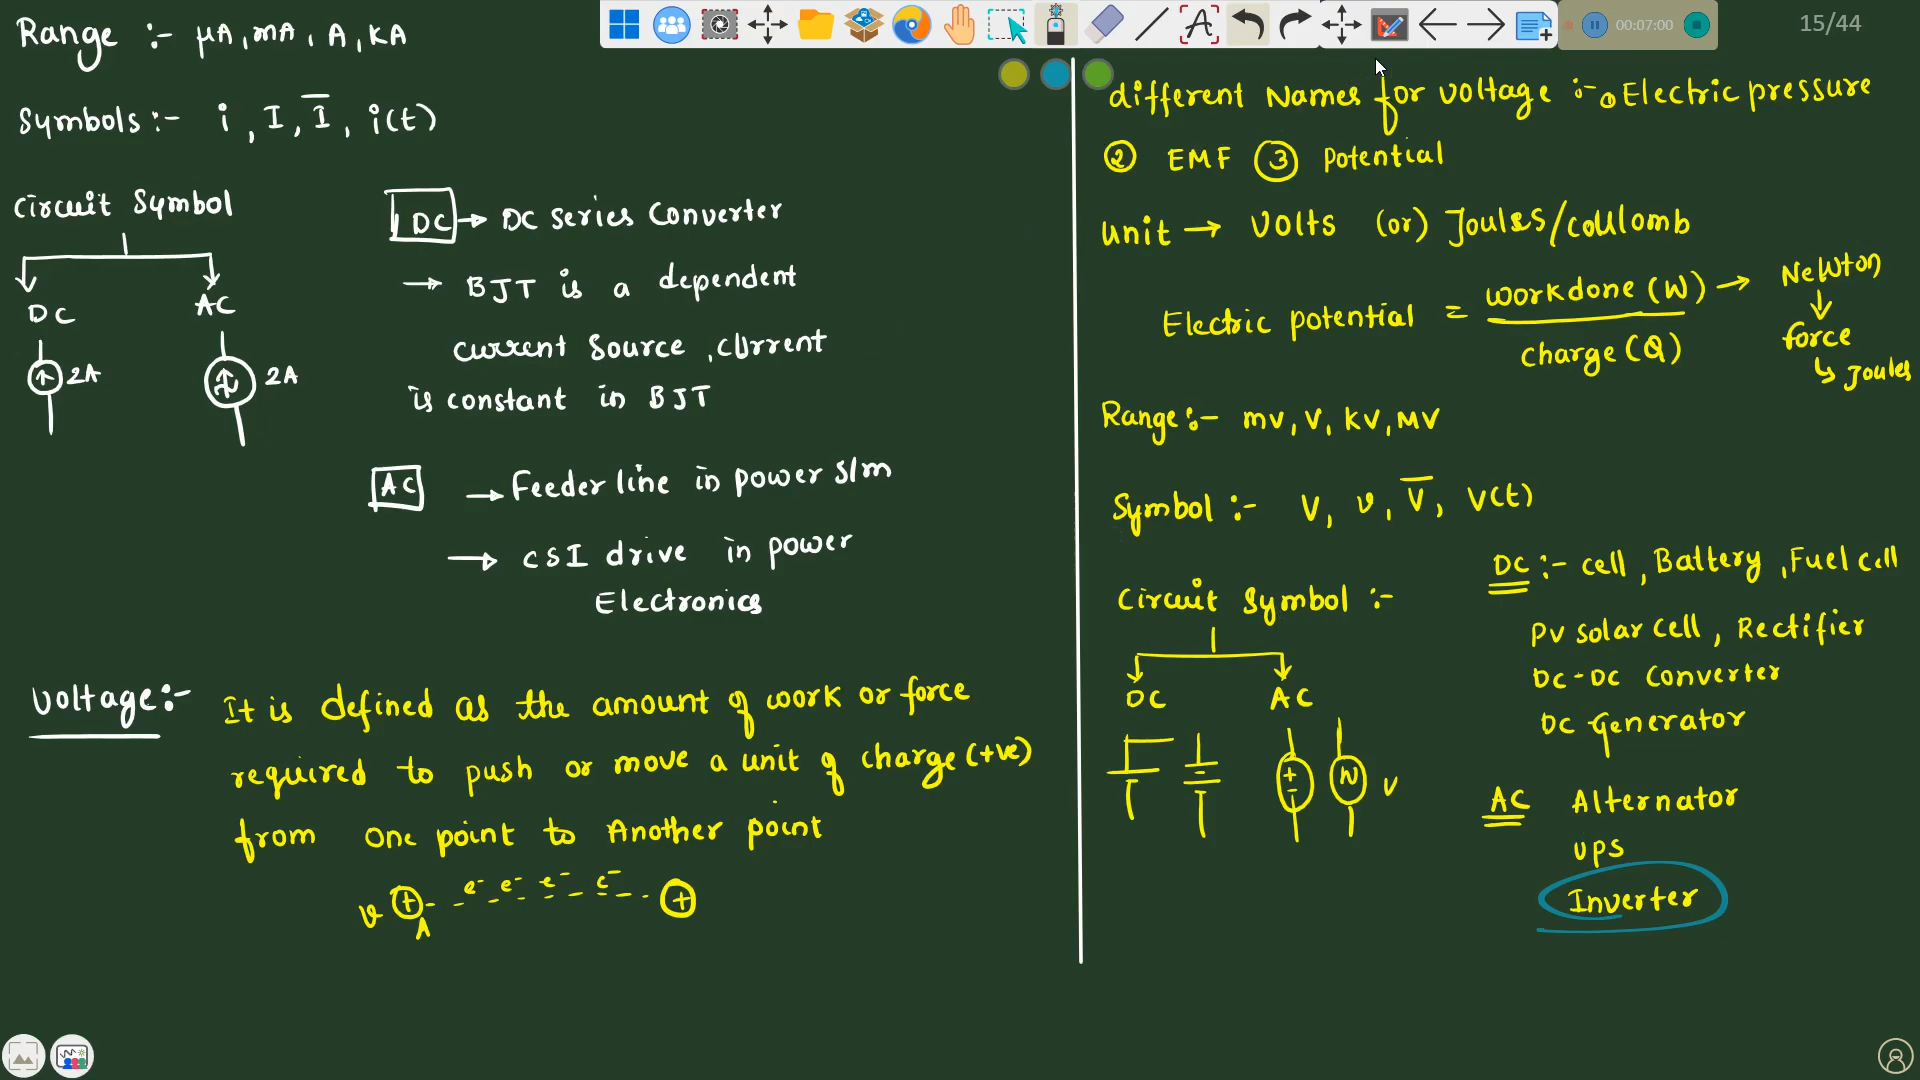 Range :- μA, mA, A, KA
Symbols :- i, I, I̅, i(t)
Circuit Symbol
DC AC
2A 2A
DC → DC Series Converter
→ BJT is a dependent
current Source, current
is constant in BJT
AC → Feeder line in power s/m
→ CSI drive in power
Electronics
Voltage :- It is defined as the amount of work or force
required to push or move a unit of charge (+ve)
from one point to Another point
v + e⁻ e⁻ e⁻ e⁻ +
A
00:07:00
15/44
different Names for voltage :- ① Electric pressure
② EMF ③ Potential
unit → Volts (or) Joules/coulomb
Electric potential = workdone (W) / charge (Q) → Newton
↓
force
↳ Joules
Range :- mv, V, KV, MV
Symbol :- V, v, V̅, V(t)
Circuit Symbol :-
DC AC
+
- N V
DC :- cell, Battery, Fuel cell
PV solar cell, Rectifier
DC-DC Converter
DC Generator
AC Alternator
UPS
Inverter